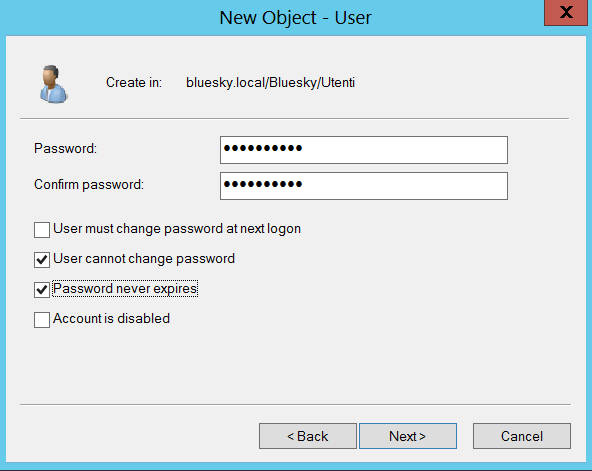 New Object - User
X
Create in: bluesky.local/Bluesky/Utenti
Password: ••••••••••
Confirm password: ••••••••••
User must change password at next logon
User cannot change password
Password never expires
Account is disabled
< Back Next > Cancel